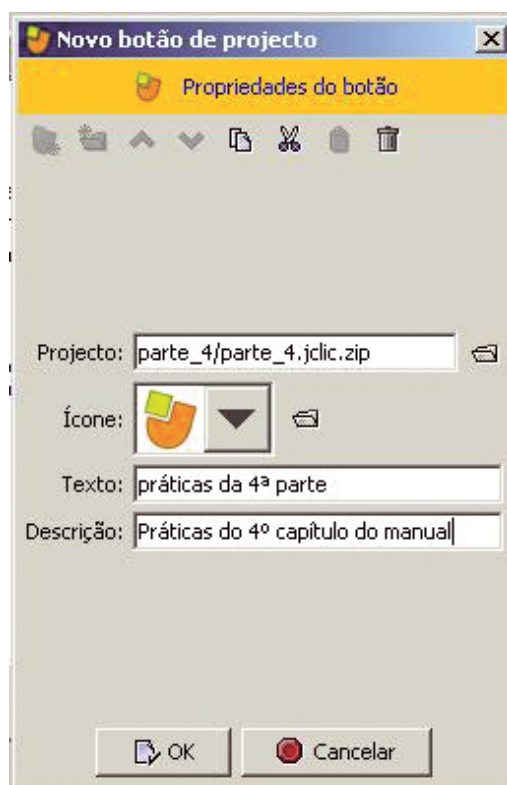 Novo botão de projecto
Propriedades do botão
Projecto: parte_4/parte_4.jclic.zip
Ícone:
Texto: práticas da 4ª parte
Descrição: Práticas do 4º capítulo do manual
OK Cancelar